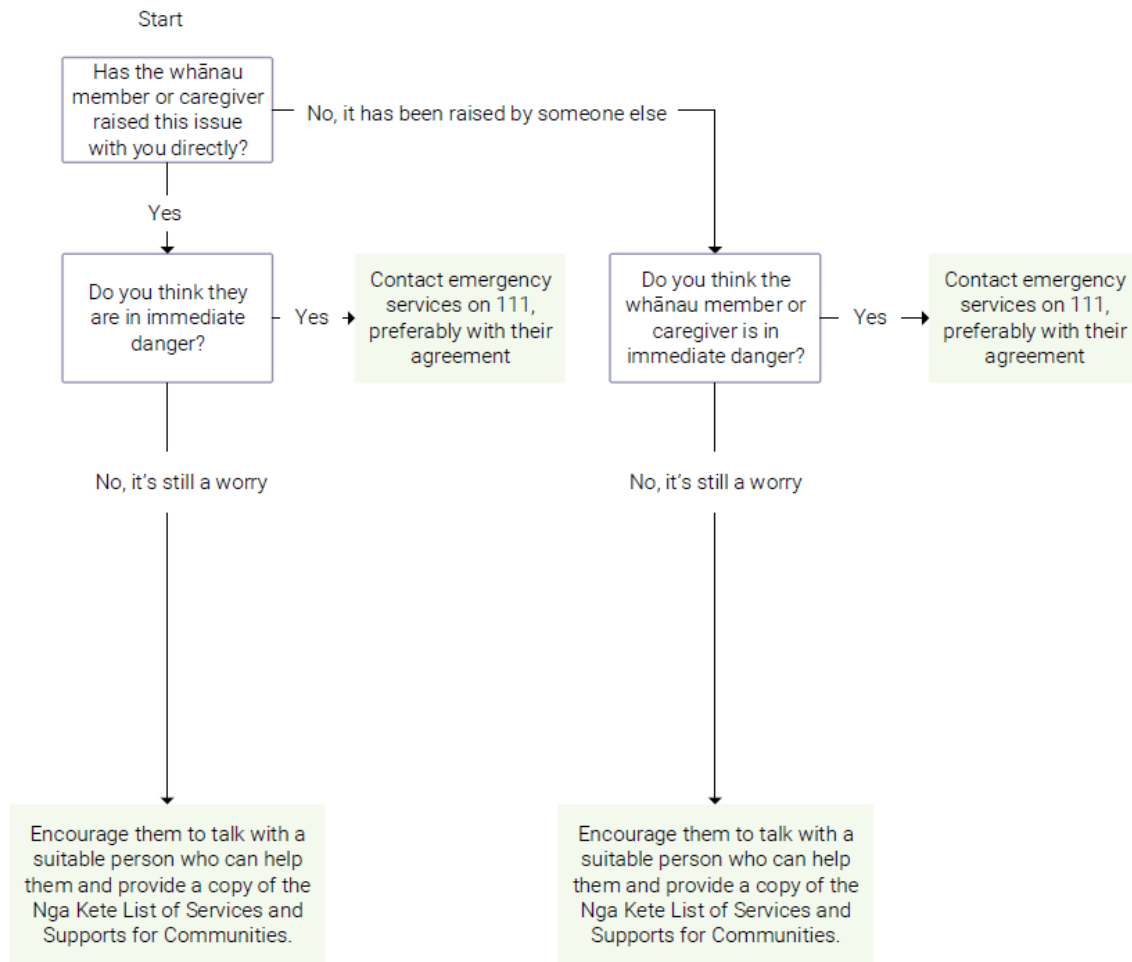 Start
Has the whānau
member or caregiver
raised this issue
with you directly?
No, it has been raised by someone else
Yes
Do you think they
are in immediate
danger?
Yes
Contact emergency
services on 111,
preferably with their
agreement
Do you think the
whānau member or
caregiver is in
immediate danger?
Yes
Contact emergency
services on 111,
preferably with their
agreement
No, it's still a worry
No, it's still a worry
Encourage them to talk with a
suitable person who can help
them and provide a copy of the
Nga Kete List of Services and
Supports for Communities.
Encourage them to talk with a
suitable person who can help
them and provide a copy of the
Nga Kete List of Services and
Supports for Communities.